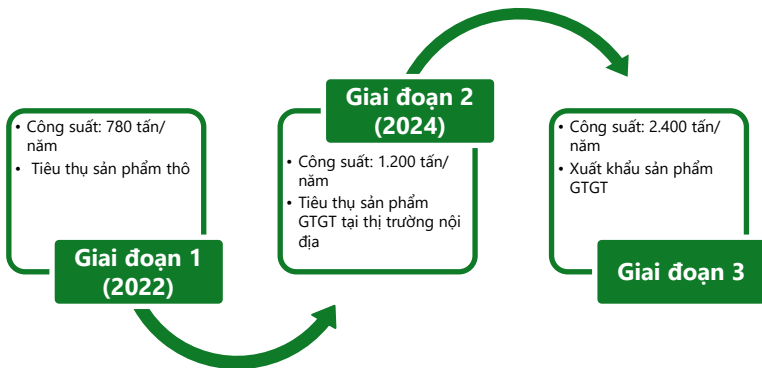 • Công suất: 780 tấn/
năm
• Tiêu thụ sản phẩm thô
Giai đoạn 1
(2022)
Giai đoạn 2
(2024)
• Công suất: 1.200 tấn/
năm
• Tiêu thụ sản phẩm
GTGT tại thị trường nội
địa
• Công suất: 2.400 tấn/
năm
• Xuất khẩu sản phẩm
GTGT
Giai đoạn 3